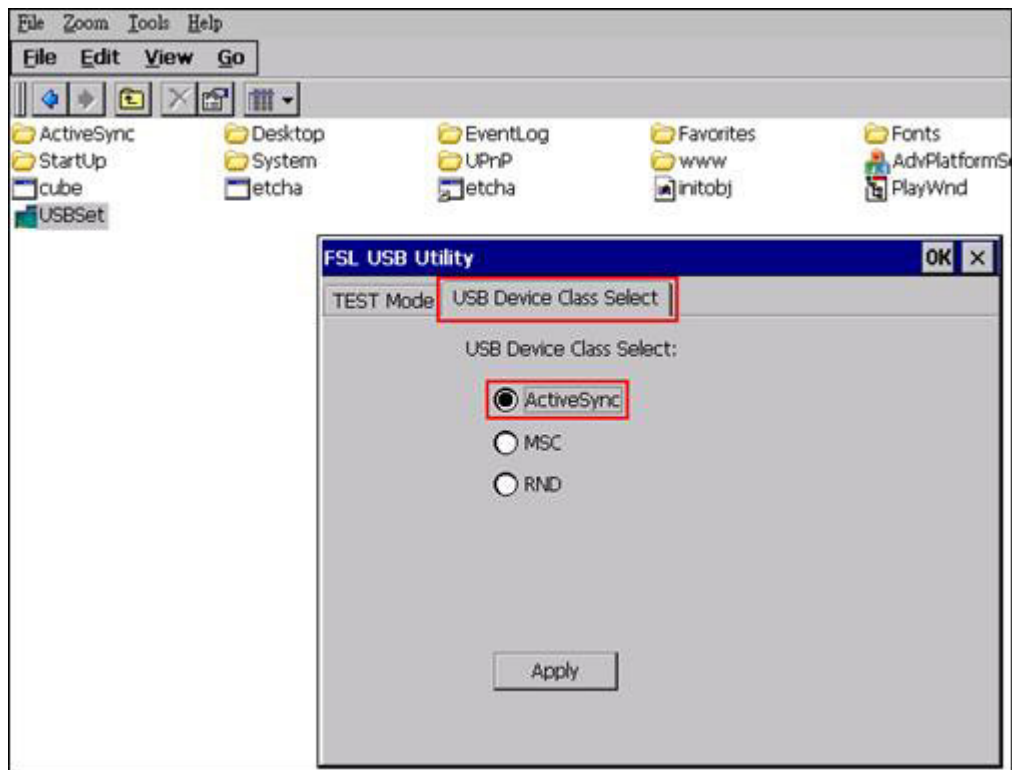 File Zoom Tools Help
File Edit View Go
ActiveSync Desktop EventLog Favorites Fonts
StartUp System UPnP www AdvPlatformSe
cube etcha etcha initobj PlayWnd
USBSet
FSL USB Utility OK ×
TEST Mode USB Device Class Select
USB Device Class Select:
ActiveSync
MSC
RND
Apply